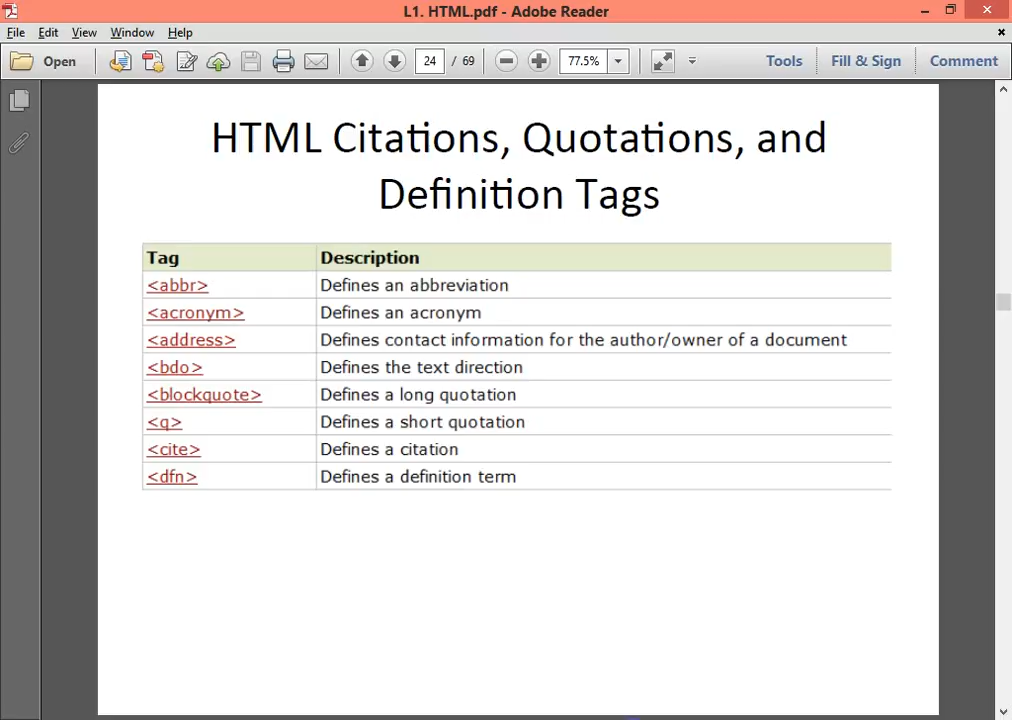 L1. HTML.pdf - Adobe Reader
File Edit View Window Help
Open 24 / 69 77.5% Tools Fill & Sign Comment
HTML Citations, Quotations, and
Definition Tags
Tag Description
<abbr> Defines an abbreviation
<acronym> Defines an acronym
<address> Defines contact information for the author/owner of a document
<bdo> Defines the text direction
<blockquote> Defines a long quotation
<q> Defines a short quotation
<cite> Defines a citation
<dfn> Defines a definition term